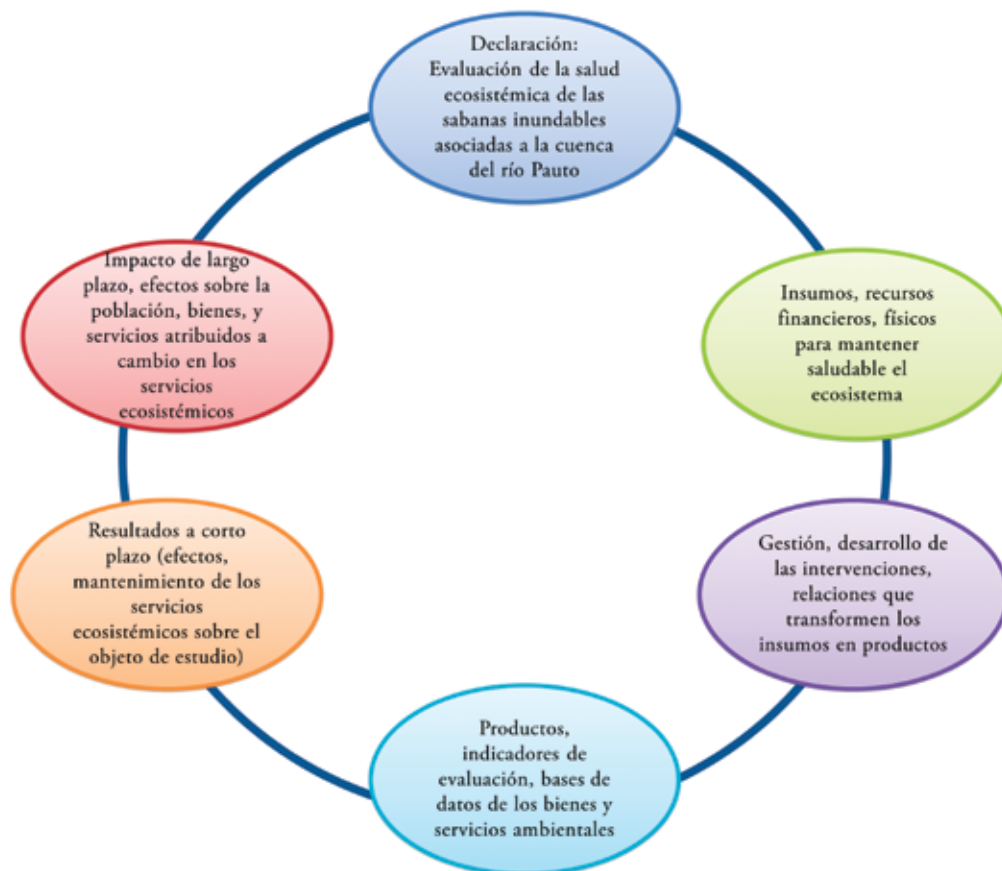 Declaración:
Evaluación de la salud
ecosistémica de las
sabanas inundables
asociadas a la cuenca
del río Pauto
Insumos, recursos
financieros, físicos
para mantener
saludable el
ecosistema
Gestión, desarrollo de
las intervenciones,
relaciones que
transformen los
insumos en productos
Productos,
indicadores de
evaluación, bases de
datos de los bienes y
servicios ambientales
Resultados a corto
plazo (efectos,
mantenimiento de los
servicios
ecosistémicos sobre el
objeto de estudio)
Impacto de largo
plazo, efectos sobre la
población, bienes, y
servicios atribuidos a
cambio en los
servicios
ecosistémicos